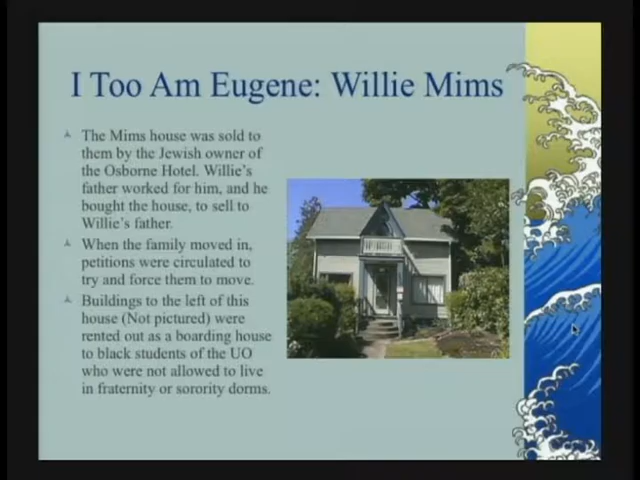 I Too Am Eugene: Willie Mims
The Mims house was sold to
them by the Jewish owner of
the Osborne Hotel. Willie's
father worked for him, and he
bought the house, to sell to
Willie's father.
When the family moved in,
petitions were circulated to
try and force them to move.
Buildings to the left of this
house (Not pictured) were
rented out as a boarding house
to black students of the UO
who were not allowed to live
in fraternity or sorority dorms.